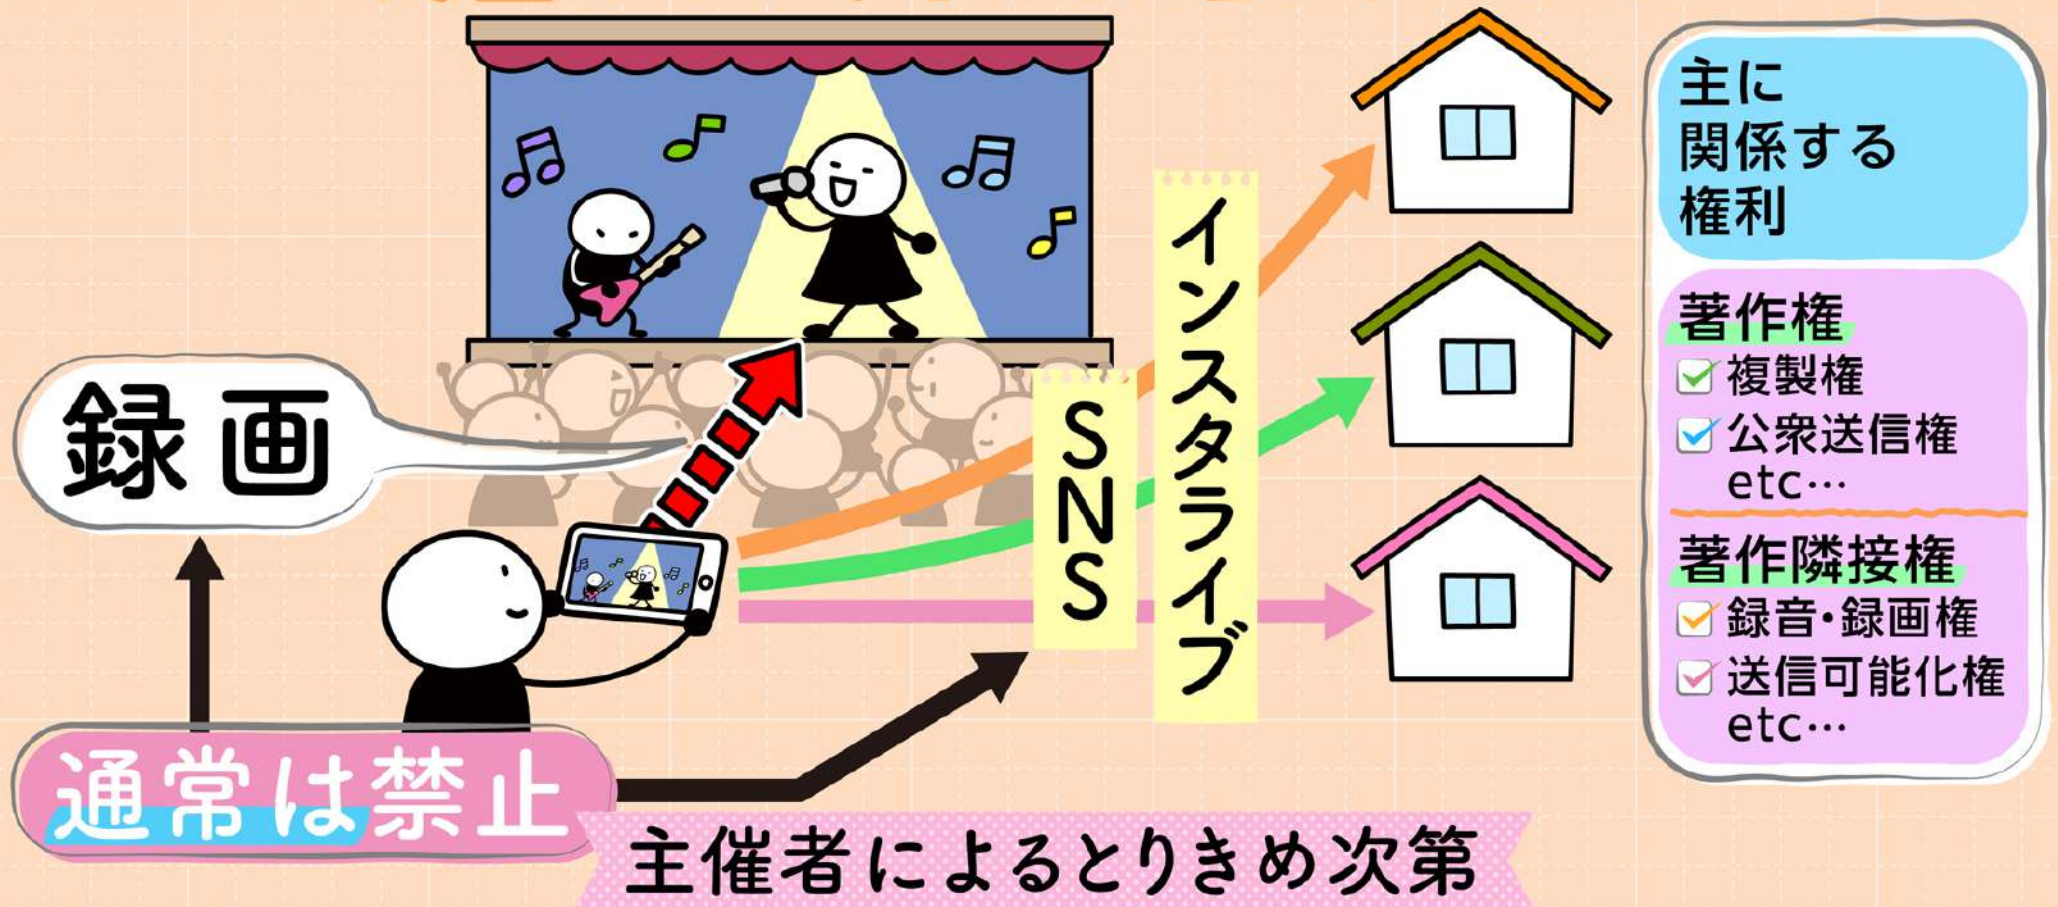 録画
通常は禁止
SNS
インスタライブ
主催者によるとりきめ次第
主に
関係する
権利
著作権
複製権
公衆送信権
etc…
著作隣接権
録音・録画権
送信可能化権
etc…